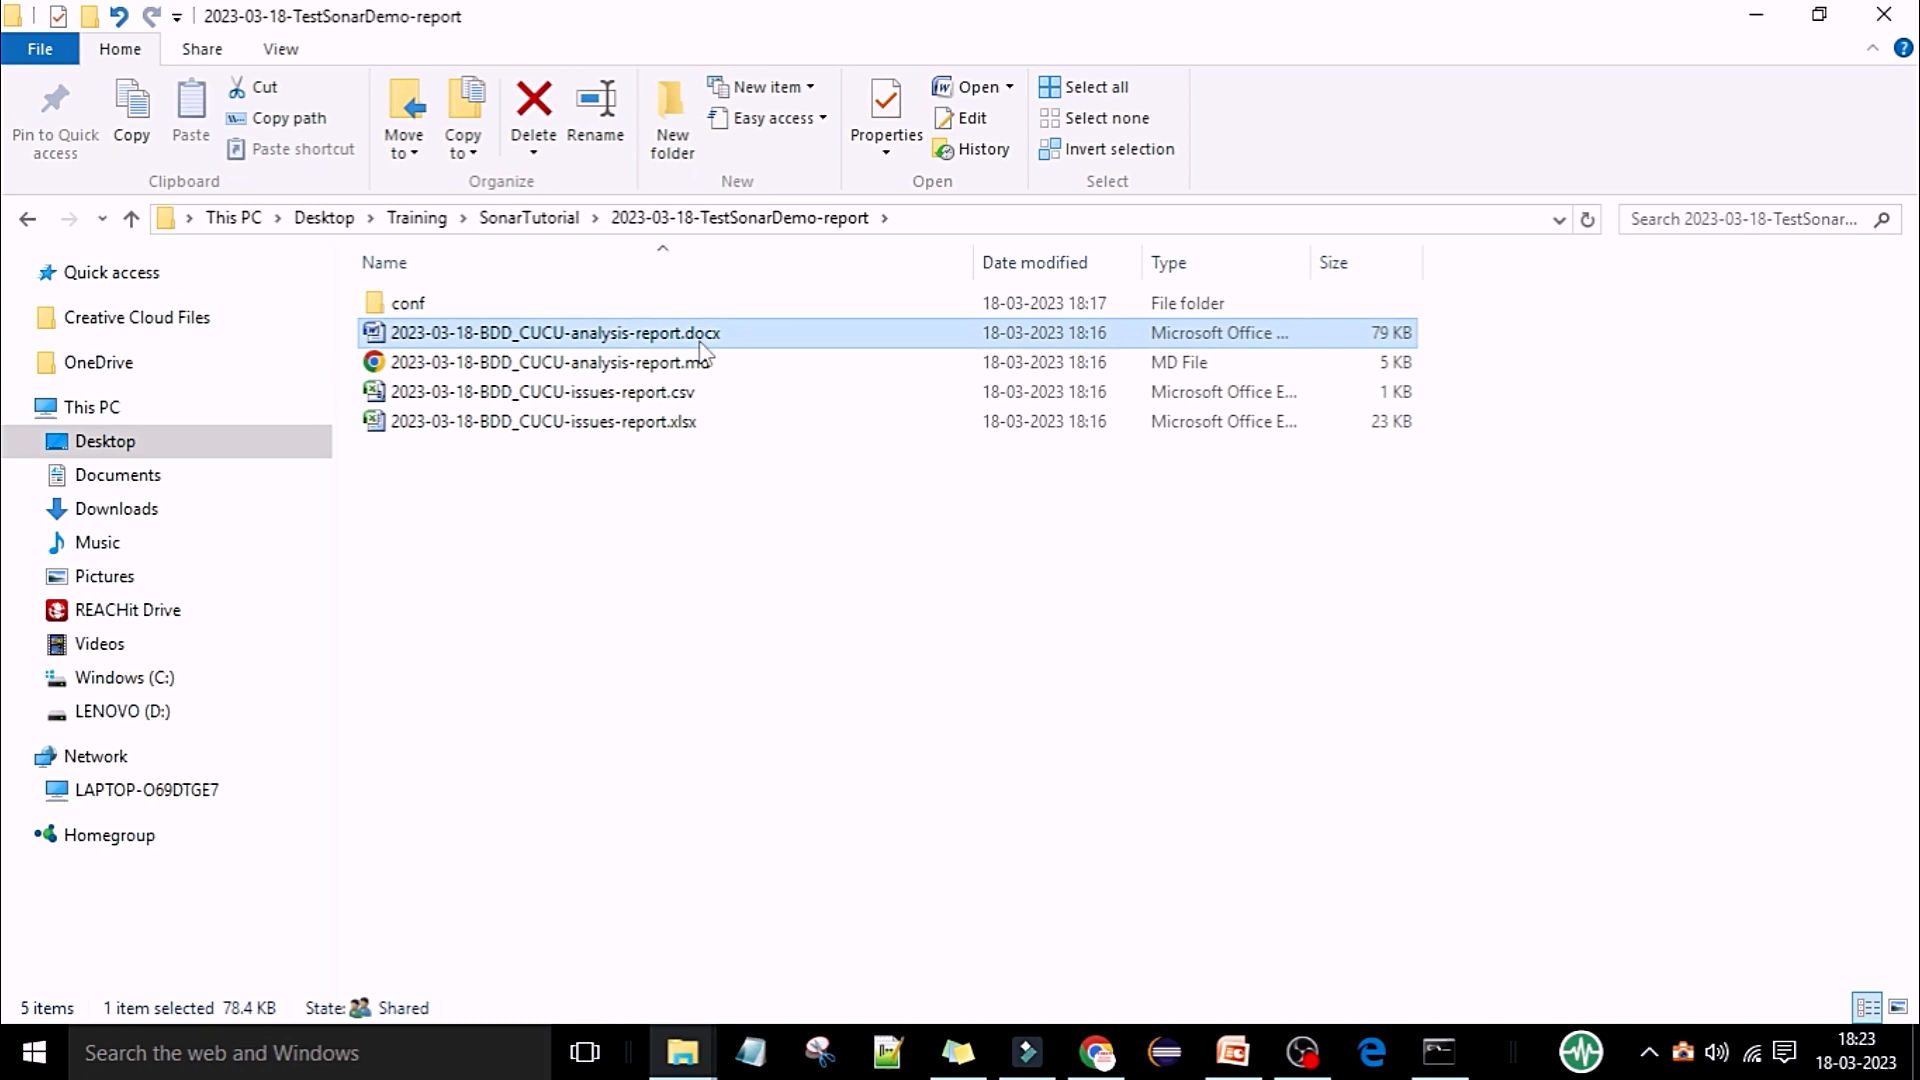 2023-03-18-TestSonarDemo-report
File Home Share View
Pin to Quick access
Copy
Paste
Cut
Copy path
Paste shortcut
Clipboard
Move to
Copy to
Delete
Rename
Organize
New folder
New item
Easy access
New
Properties
Open
Edit
History
Open
Select all
Select none
Invert selection
Select
This PC > Desktop > Training > SonarTutorial > 2023-03-18-TestSonarDemo-report >
Search 2023-03-18-TestSonar...
Name Date modified Type Size
conf 18-03-2023 18:17 File folder
2023-03-18-BDD_CUCU-analysis-report.docx 18-03-2023 18:16 Microsoft Office ... 79 KB
2023-03-18-BDD_CUCU-analysis-report.md 18-03-2023 18:16 MD File 5 KB
2023-03-18-BDD_CUCU-issues-report.csv 18-03-2023 18:16 Microsoft Office E... 1 KB
2023-03-18-BDD_CUCU-issues-report.xlsx 18-03-2023 18:16 Microsoft Office E... 23 KB
Quick access
Creative Cloud Files
OneDrive
This PC
Desktop
Documents
Downloads
Music
Pictures
REACHit Drive
Videos
Windows (C:)
LENOVO (D:)
Network
LAPTOP-O69DTGE7
Homegroup
5 items 1 item selected 78.4 KB State: Shared
Search the web and Windows
18:23
18-03-2023